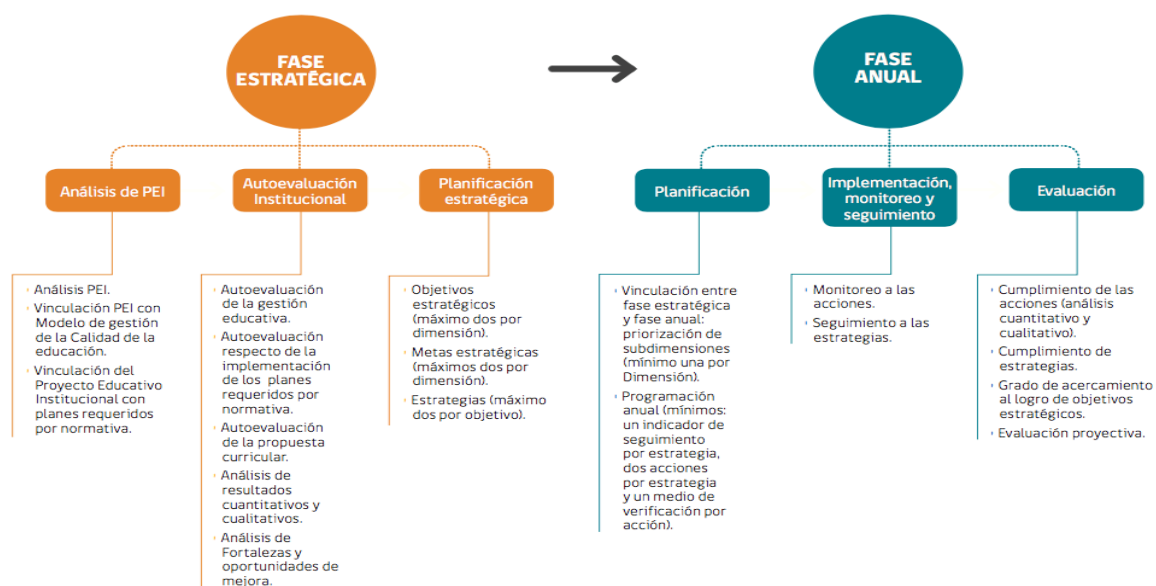 FASE
ESTRATÉGICA
FASE
ANUAL
Análisis de PEI
Autoevaluación
Institucional
Planificación
estratégica
Planificación
Implementación,
monitoreo y
seguimiento
Evaluación
Análisis PEI.
Vinculación PEI con
Modelo de gestión
de la Calidad de la
educación.
Vinculación del
Proyecto Educativo
Institucional con
planes requeridos
por normativa.
Autoevaluación
de la gestión
educativa.
Autoevaluación
respecto de la
implementación
de los planes
requeridos por
normativa.
Autoevaluación
de la propuesta
curricular.
Análisis de
resultados
cuantitativos y
cualitativos.
Análisis de
Fortalezas y
oportunidades de
mejora.
Objetivos
estratégicos
(máximo dos por
dimensión).
Metas estratégicas
(máximos dos por
dimensión).
Estrategias (máximo
dos por objetivo).
Vinculación entre
fase estratégica
y fase anual:
priorización de
subdimensiones
(mínimo una por
Dimensión).
Programación
anual (mínimos:
un indicador de
seguimiento
por estrategia,
dos acciones
por estrategia
y un medio de
verificación por
acción).
Monitoreo a las
acciones.
Seguimiento a las
estrategias.
Cumplimiento de las
acciones (análisis
cuantitativo y
cualitativo).
Cumplimiento de
estrategias.
Grado de acercamiento
al logro de objetivos
estratégicos.
Evaluación proyectiva.